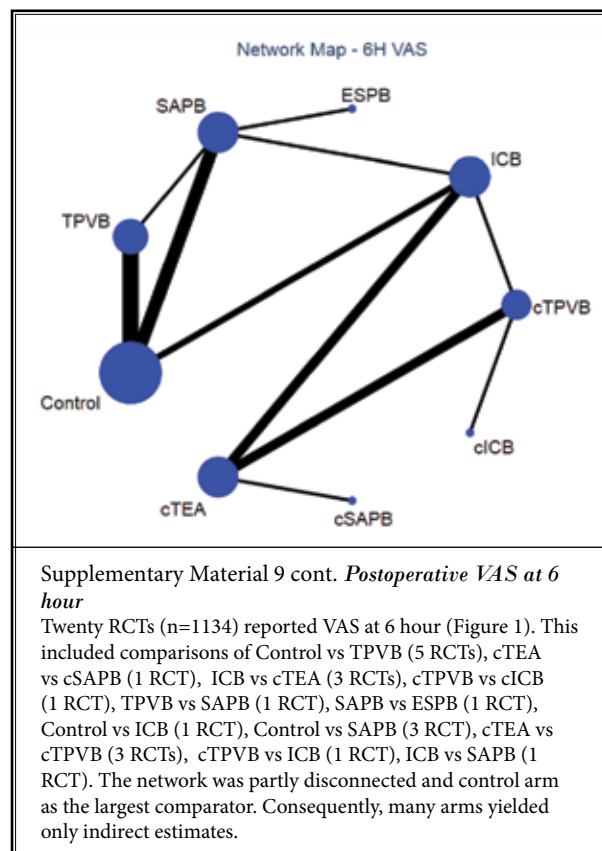 Network Map - 6H VAS
ESPB
SAPB
ICB
TPVB
cTPVB
Control
cICB
cTEA
cSAPB
Supplementary Material 9 cont. Postoperative VAS at 6
hour
Twenty RCTs (n=1134) reported VAS at 6 hour (Figure 1). This
included comparisons of Control vs TPVB (5 RCTs), cTEA
vs cSAPB (1 RCT), ICB vs cTEA (3 RCTs), cTPVB vs cICB
(1 RCT), TPVB vs SAPB (1 RCT), SAPB vs ESPB (1 RCT),
Control vs ICB (1 RCT), Control vs SAPB (3 RCT), cTEA vs
cTPVB (3 RCTs), cTPVB vs ICB (1 RCT), ICB vs SAPB (1
RCT). The network was partly disconnected and control arm
as the largest comparator. Consequently, many arms yielded
only indirect estimates.